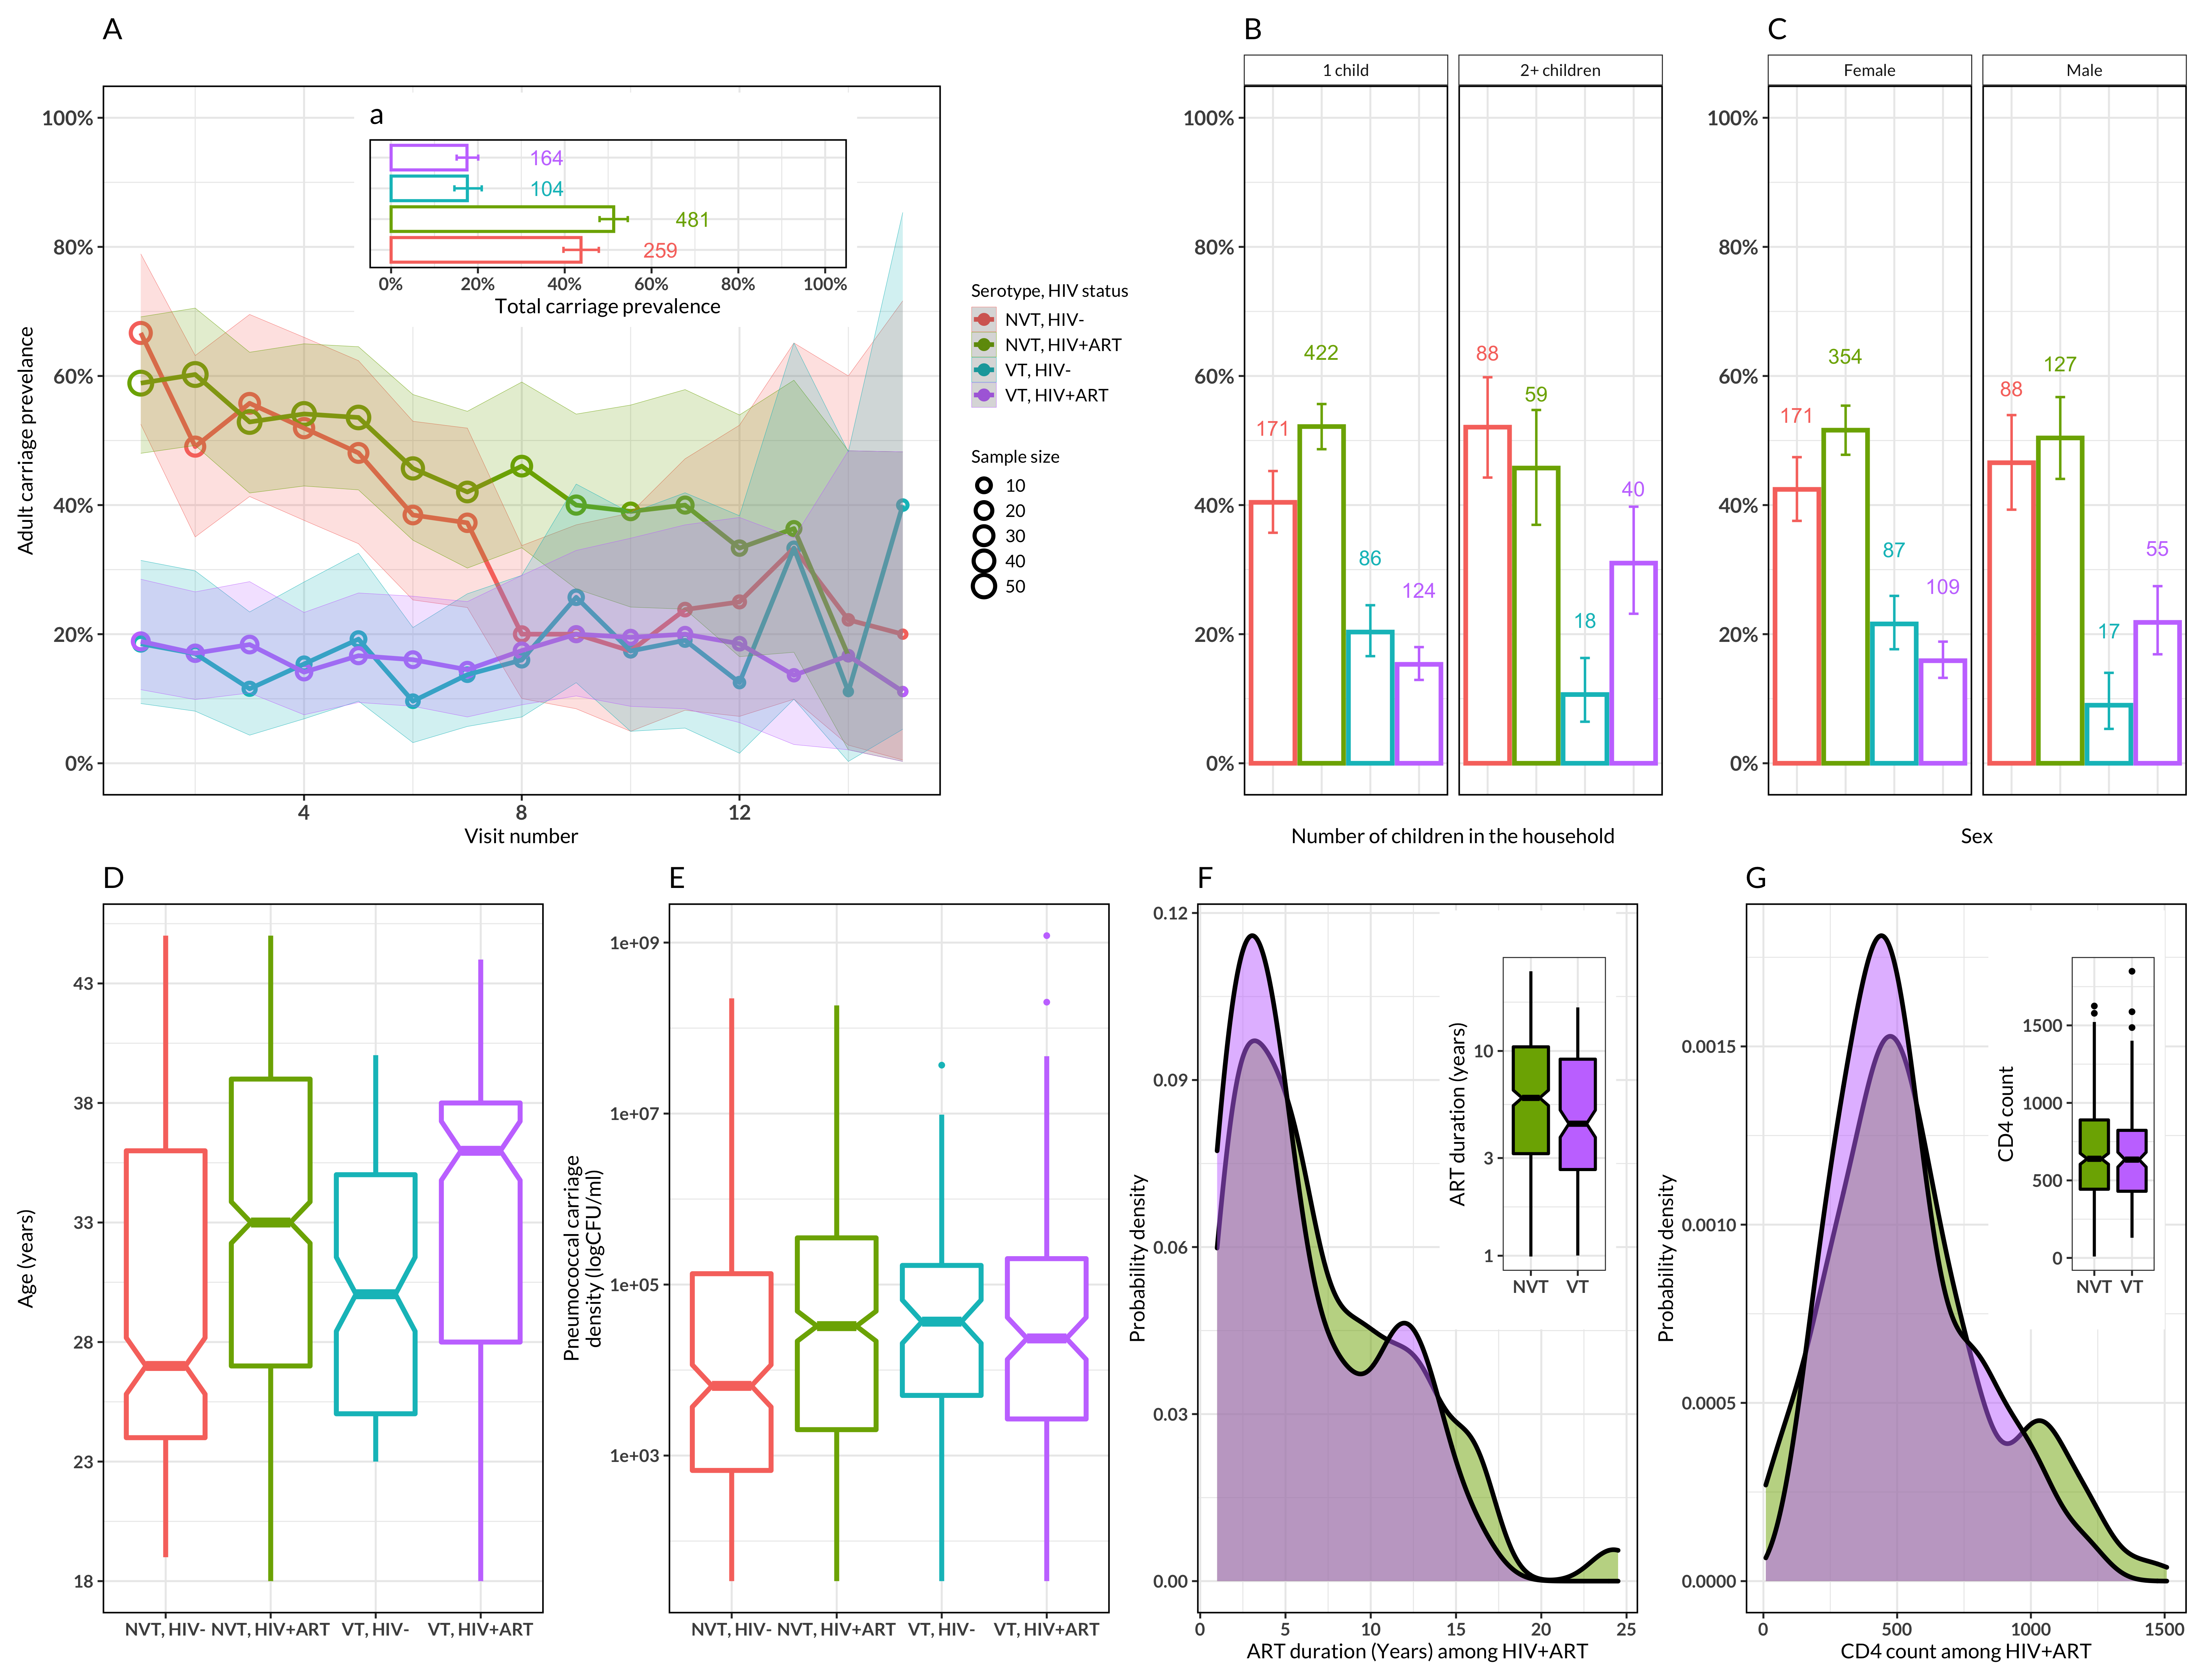 A
Adult carriage prevelance
100%
80%
60%
40%
20%
0%
4
8
12
Visit number
a
164
104
481
259
0%
20%
40%
60%
80%
100%
Total carriage prevalence
Serotype, HIV status
NVT, HIV-
NVT, HIV+ART
VT, HIV-
VT, HIV+ART
Sample size
10
20
30
40
50
B
1 child
2+ children
100%
80%
60%
40%
20%
0%
171
422
86
124
88
59
18
40
Number of children in the household
C
Female
Male
100%
80%
60%
40%
20%
0%
171
354
87
109
88
127
17
55
Sex
D
Age (years)
43
38
33
28
23
18
NVT, HIV-
NVT, HIV+ART
VT, HIV-
VT, HIV+ART
E
Pneumococcal carriage
density (logCFU/ml)
1e+09
1e+07
1e+05
1e+03
NVT, HIV-
NVT, HIV+ART
VT, HIV-
VT, HIV+ART
F
Probability density
0.12
0.09
0.06
0.03
0.00
0
5
10
15
20
25
ART duration (Years) among HIV+ART
ART duration (years)
10
3
1
NVT
VT
G
Probability density
0.0015
0.0010
0.0005
0.0000
0
500
1000
1500
CD4 count among HIV+ART
CD4 count
1500
1000
500
0
NVT
VT